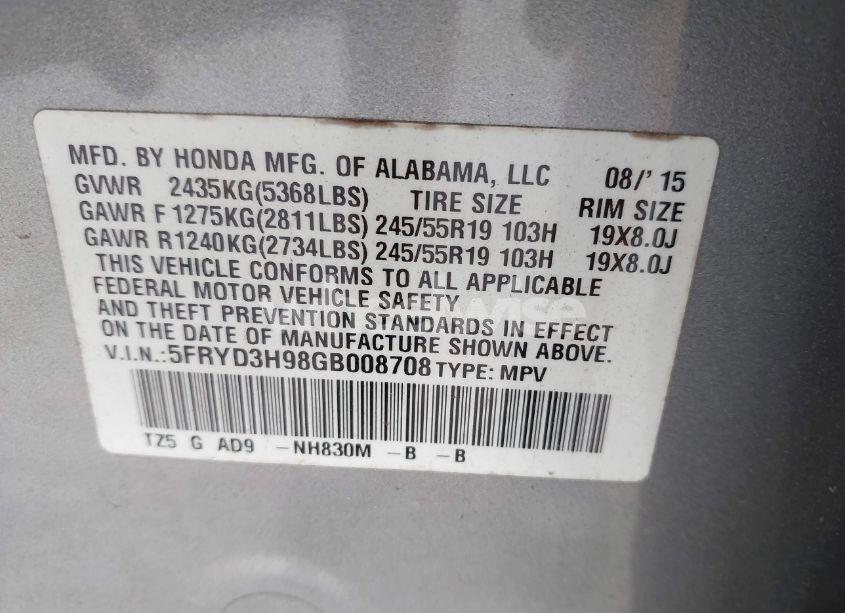 MFD. BY HONDA MFG. OF ALABAMA, LLC 08/' 15
GVWR 2435KG(5368LBS) TIRE SIZE RIM SIZE
GAWR F 1275KG(2811LBS) 245/55R19 103H 19X8.0J
GAWR R1240KG(2734LBS) 245/55R19 103H 19X8.0J
THIS VEHICLE CONFORMS TO ALL APPLICABLE
FEDERAL MOTOR VEHICLE SAFETY
AND THEFT PREVENTION STANDARDS IN EFFECT
ON THE DATE OF MANUFACTURE SHOWN ABOVE.
V.I.N.:5FRYD3H98GB008708 TYPE: MPV
TZ5 G AD9 -NH830M -B -B